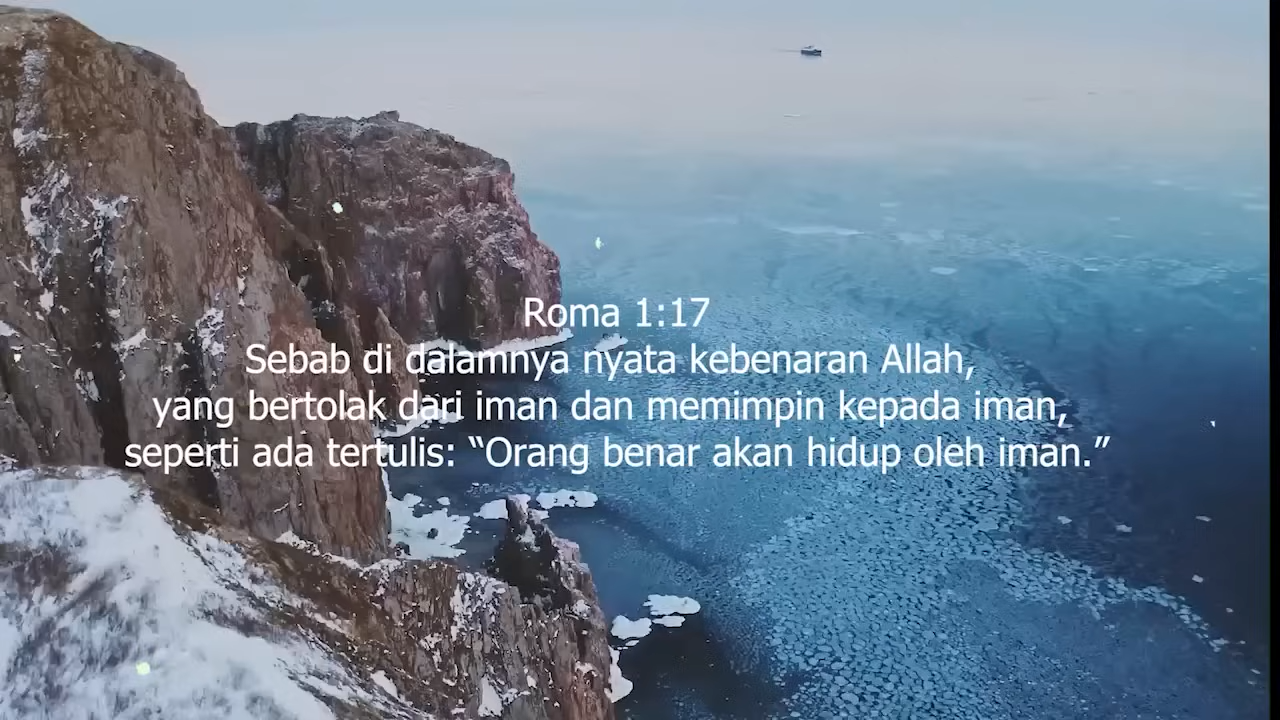 Roma 1:17
Sebab di dalamnya nyata kebenaran Allah,
yang bertolak dari iman dan memimpin kepada iman,
seperti ada tertulis: “Orang benar akan hidup oleh iman.”